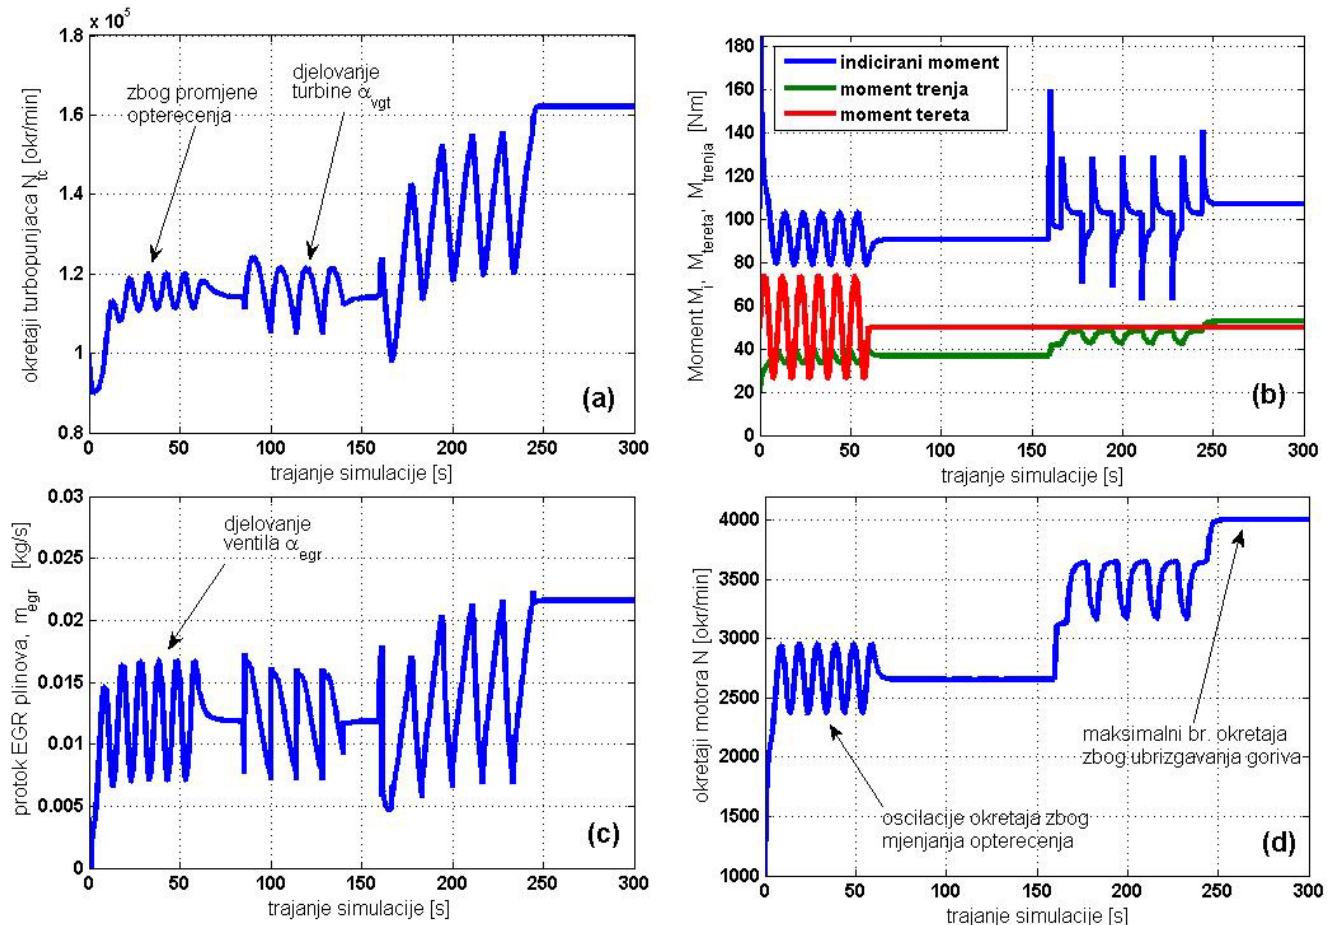 x 10^5
1.8
1.6
1.4
1.2
1
0.8
0 50 100 150 200 250 300
okretaji turbopunjaca N_tc [okr/min]
zbog promjene
opterecenja
djelovanje
turbine α_vgt
(a)
trajanje simulacije [s]
180
160
140
120
100
80
60
40
20
0
0 50 100 150 200 250 300
Moment M_i, M_tereta, M_trenja [Nm]
indicirani moment
moment trenja
moment tereta
(b)
trajanje simulacije [s]
0.03
0.025
0.02
0.015
0.01
0.005
0
0 50 100 150 200 250 300
protok EGR plinova, m_egr [kg/s]
djelovanje
ventila α_egr
(c)
trajanje simulacije [s]
4000
3500
3000
2500
2000
1500
1000
0 50 100 150 200 250 300
okretaji motora N [okr/min]
maksimalni br. okretaja
zbog ubrizgavanja goriva
oscilacije okretaja zbog
mjenjanja opterecenja
(d)
trajanje simulacije [s]